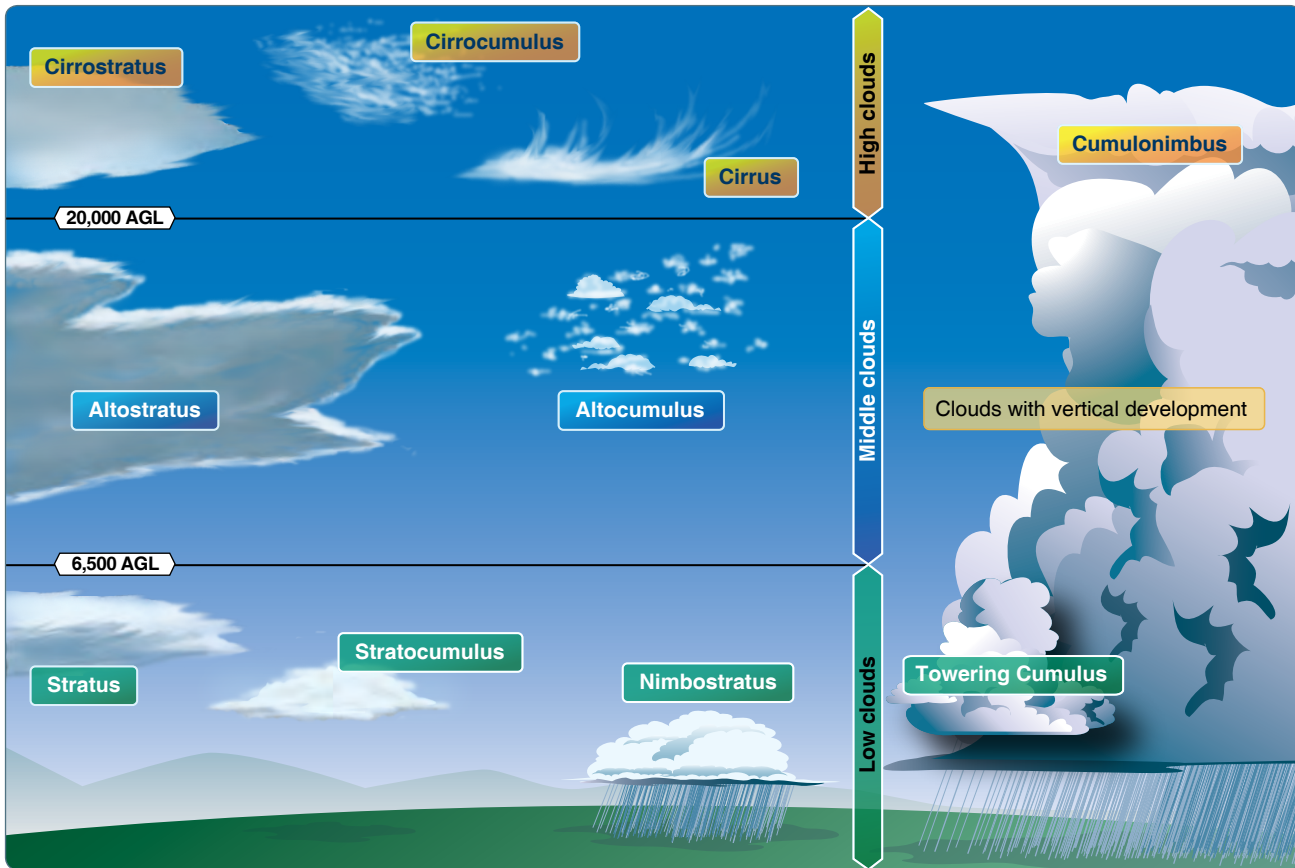 Cirrocumulus
Cirrostratus
Cirrus
High clouds
Cumulonimbus
20,000 AGL
Altostratus
Altocumulus
Middle clouds
Clouds with vertical development
6,500 AGL
Stratus
Stratocumulus
Nimbostratus
Low clouds
Towering Cumulus